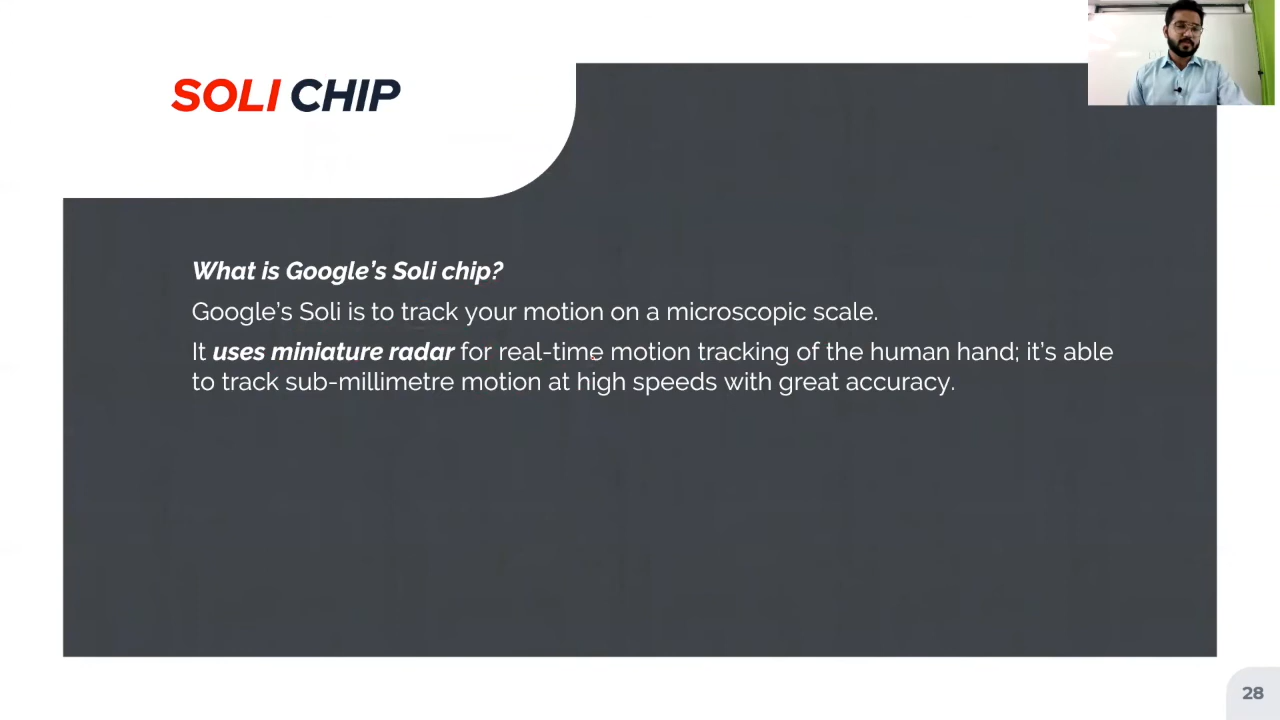 SOLI CHIP
What is Google's Soli chip?
Google's Soli is to track your motion on a microscopic scale.
It uses miniature radar for real-time motion tracking of the human hand; it's able
to track sub-millimetre motion at high speeds with great accuracy.
28